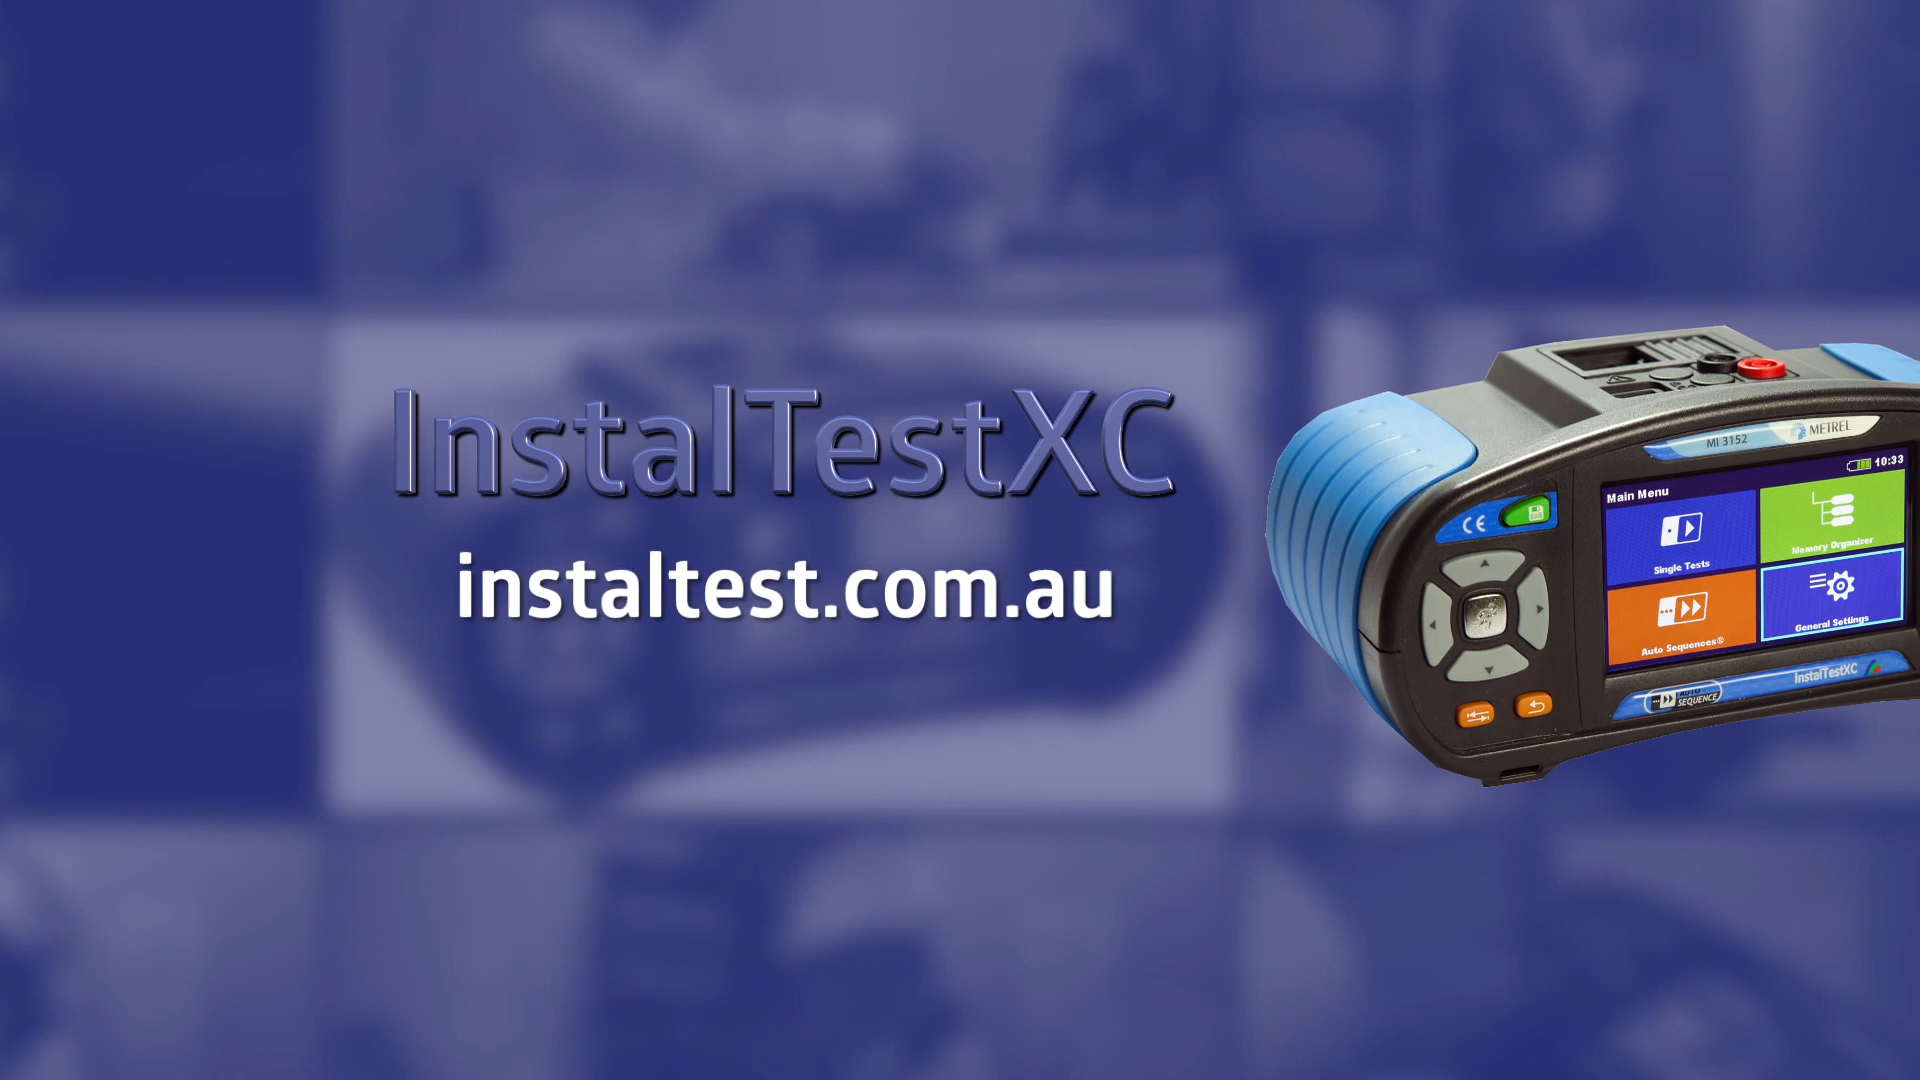 InstalTestXC
instaltest.com.au
MI 3152
METREL
10:33
Main Menu
Single Tests
Memory Organizer
Auto Sequences®
General Settings
CE
AUTO
SEQUENCE
InstalTestXC